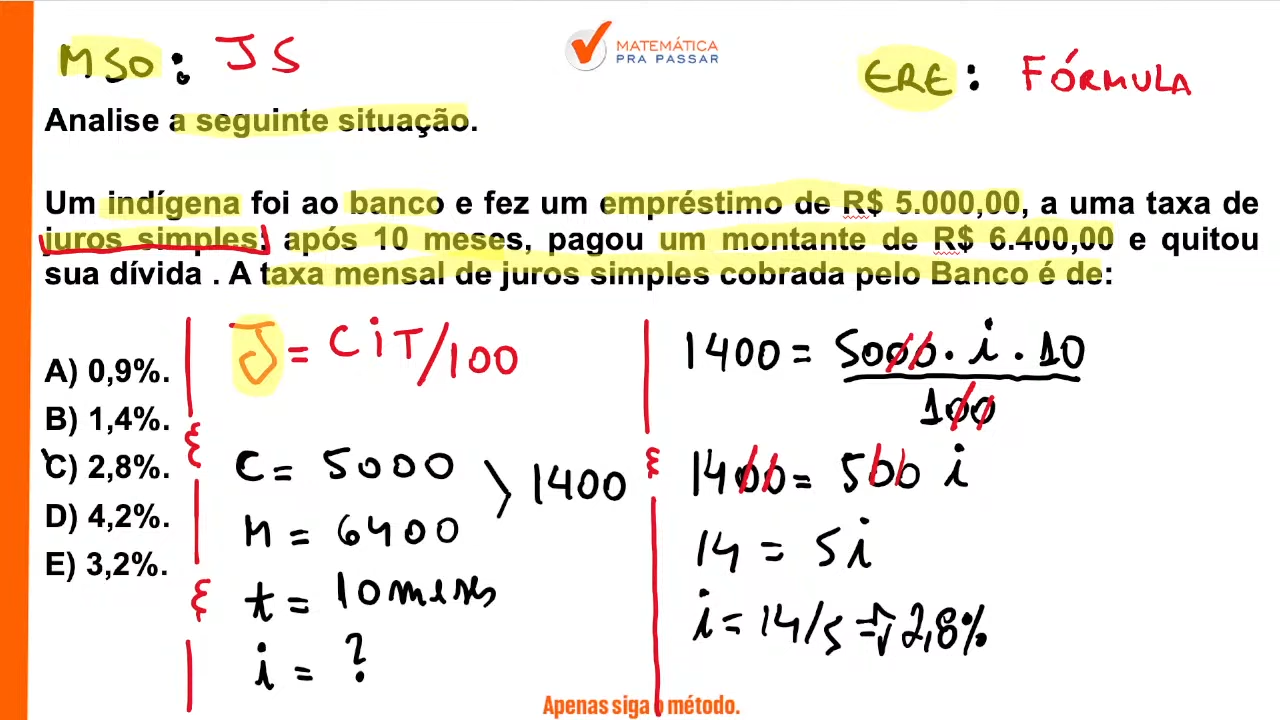 MSO: JS
MATEMÁTICA
PRA PASSAR
ERE: FÓRMULA
Analise a seguinte situação.
Um indígena foi ao banco e fez um empréstimo de R$ 5.000,00, a uma taxa de
juros simples; após 10 meses, pagou um montante de R$ 6.400,00 e quitou
sua dívida . A taxa mensal de juros simples cobrada pelo Banco é de:
A) 0,9%.
B) 1,4%.
C) 2,8%.
D) 4,2%.
E) 3,2%.
J = CiT/100
C = 5000
M = 6400
1400
t = 10 meses
i = ?
1400 = 5000 . i . 10
100
1400 = 500 i
14 = 5i
i = 14/5 = 2,8%
Apenas siga o método.